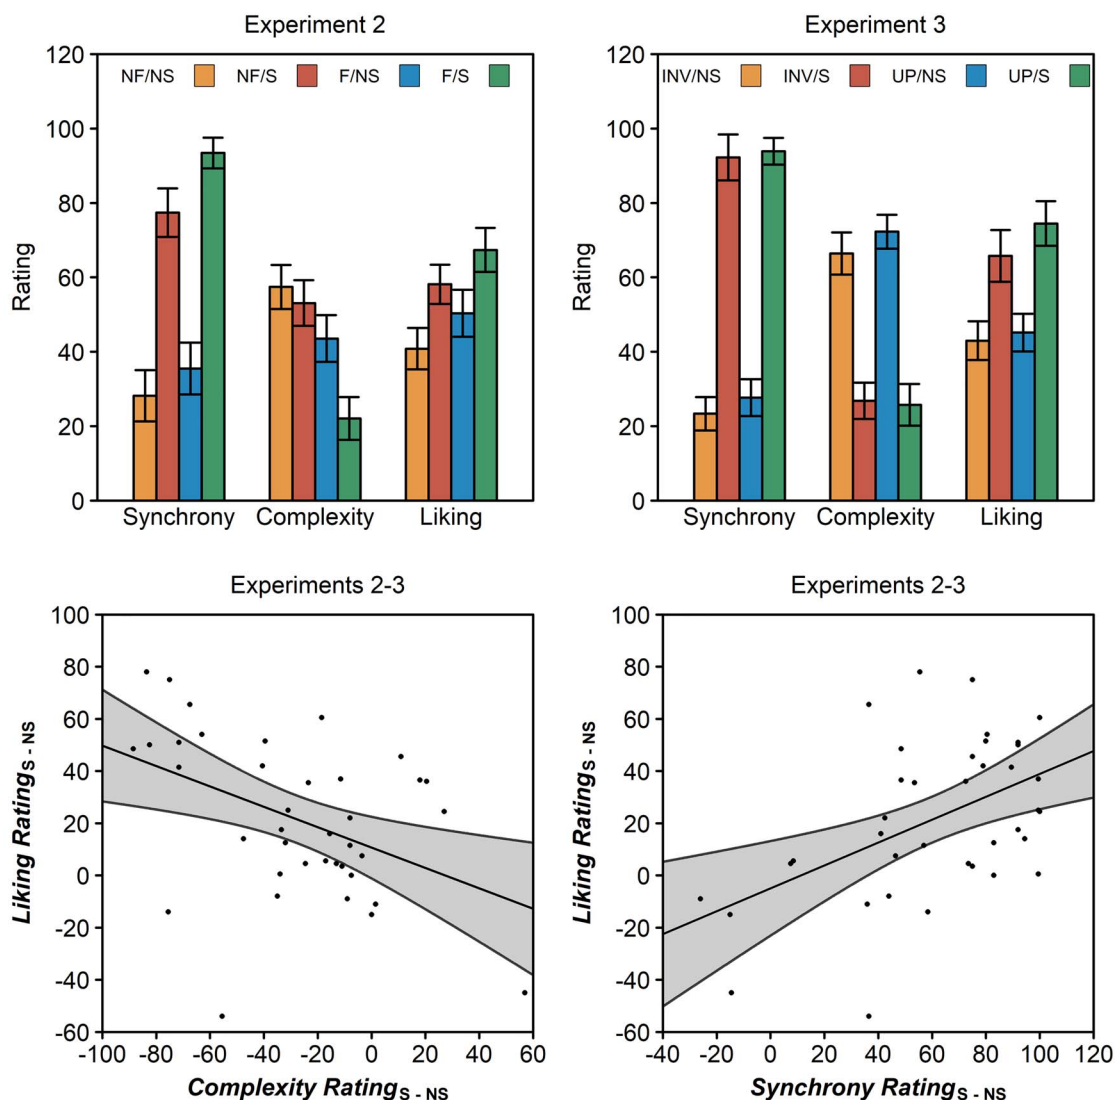 Experiment 2
120
100
80
60
40
20
0
Rating
NF/NS NF/S F/NS F/S
Synchrony Complexity Liking
Experiment 3
120
100
80
60
40
20
0
Rating
INV/NS INV/S UP/NS UP/S
Synchrony Complexity Liking
Experiments 2-3
100
80
60
40
20
0
-20
-40
-60
Liking Rating S - NS
-100 -80 -60 -40 -20 0 20 40 60
Complexity Rating S - NS
Experiments 2-3
100
80
60
40
20
0
-20
-40
-60
Liking Rating S - NS
-40 -20 0 20 40 60 80 100 120
Synchrony Rating S - NS